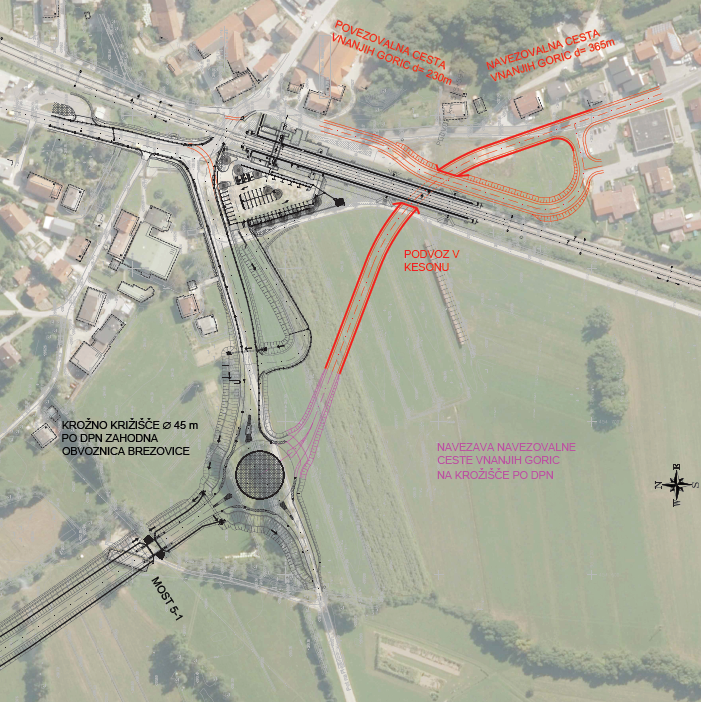 POVEZOVALNA CESTA
VNANJIH GORIC d= 230m
NAVEZOVALNA CESTA
VNANJIH GORIC d= 365m
PODVOZ V
KESONU
KROŽNO KRIŽIŠČE Ø 45 m
PO DPN ZAHODNA
OBVOZNICA BREZOVICE
NAVEZAVA NAVEZOVALNE
CESTE VNANJIH GORIC
NA KROŽIŠČE PO DPN
E
N S
W
MOST 5-1